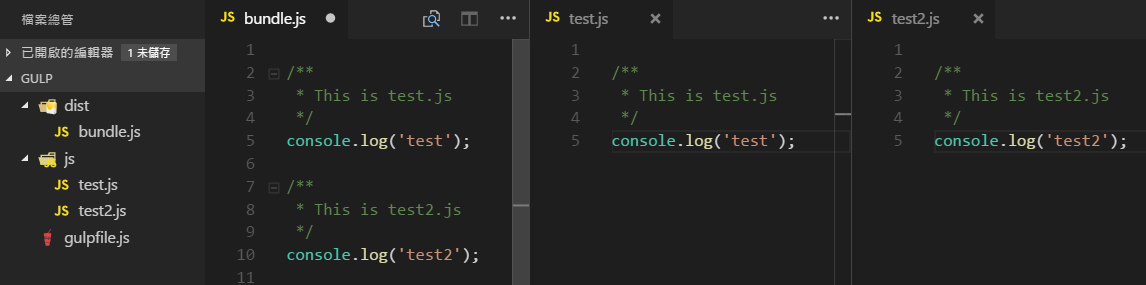 檔案總管
已開啟的編輯器 1 未儲存
GULP
dist
JS bundle.js
js
JS test.js
JS test2.js
gulpfile.js
JS bundle.js
1
2 /**
3  * This is test.js
4  */
5 console.log('test');
6
7 /**
8  * This is test2.js
9  */
10 console.log('test2');
11
JS test.js
1
2 /**
3  * This is test.js
4  */
5 console.log('test');
JS test2.js
1
2 /**
3  * This is test2.js
4  */
5 console.log('test2');